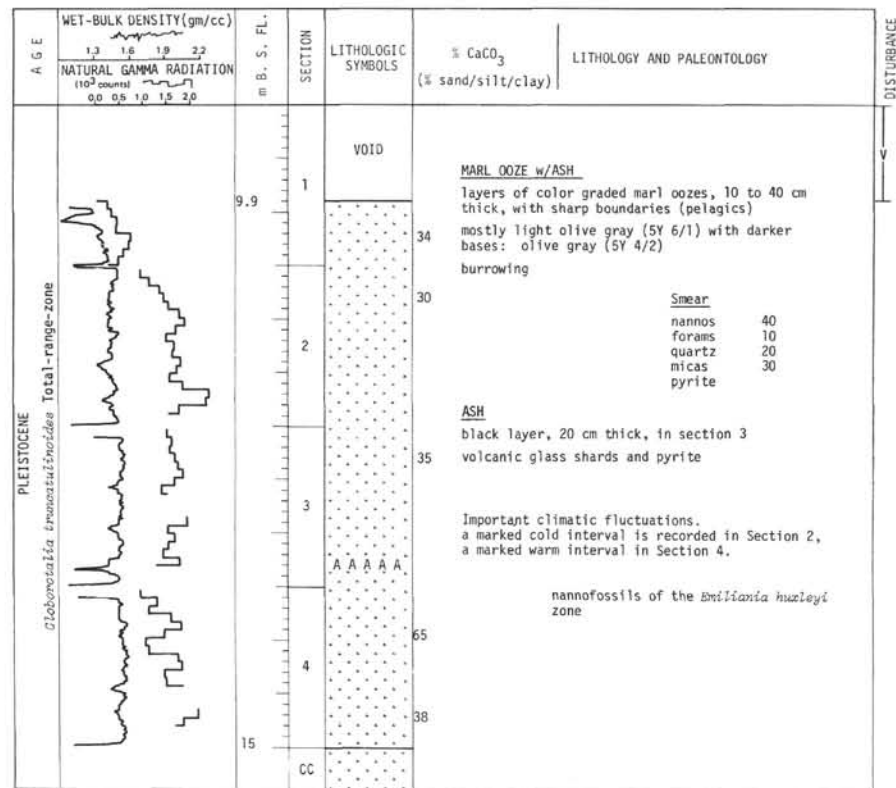 AGE
WET-BULK DENSITY(gm/cc)
1.3 1.6 1.9 2.2
NATURAL GAMMA RADIATION
(10³ counts)
0.0 0.5 1.0 1.5 2.0
m B. S. FL.
SECTION
LITHOLOGIC
SYMBOLS
% CaCO₃
(% sand/silt/clay)
LITHOLOGY AND PALEONTOLOGY
DISTURBANCE
PLEISTOCENE
Globorotalia truncatulinoides Total-range-zone
9.9
15
1
2
3
4
CC
VOID
A A A A A
34
30
35
65
38
MARL OOZE w/ASH
layers of color graded marl oozes, 10 to 40 cm
thick, with sharp boundaries (pelagics)
mostly light olive gray (5Y 6/1) with darker
bases: olive gray (5Y 4/2)
burrowing
Smear
nannos 40
forams 10
quartz 20
micas 30
pyrite
ASH
black layer, 20 cm thick, in section 3
volcanic glass shards and pyrite
Important climatic fluctuations.
a marked cold interval is recorded in Section 2,
a marked warm interval in Section 4.
nannofossils of the Emiliania huxleyi
zone
V